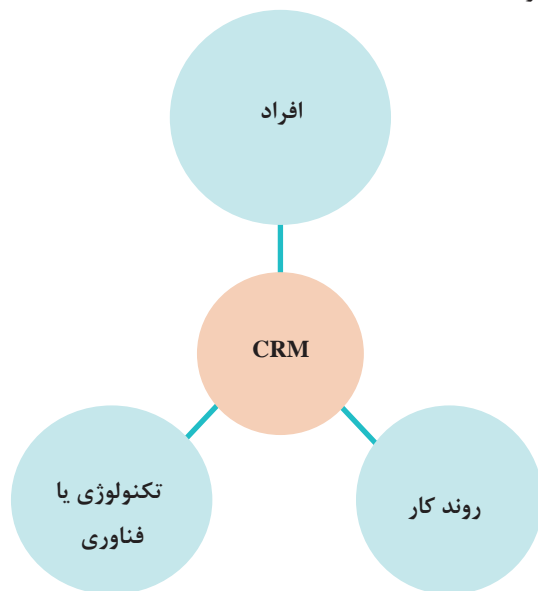 افراد
CRM
روند کار
تکنولوژی یا
فناوری